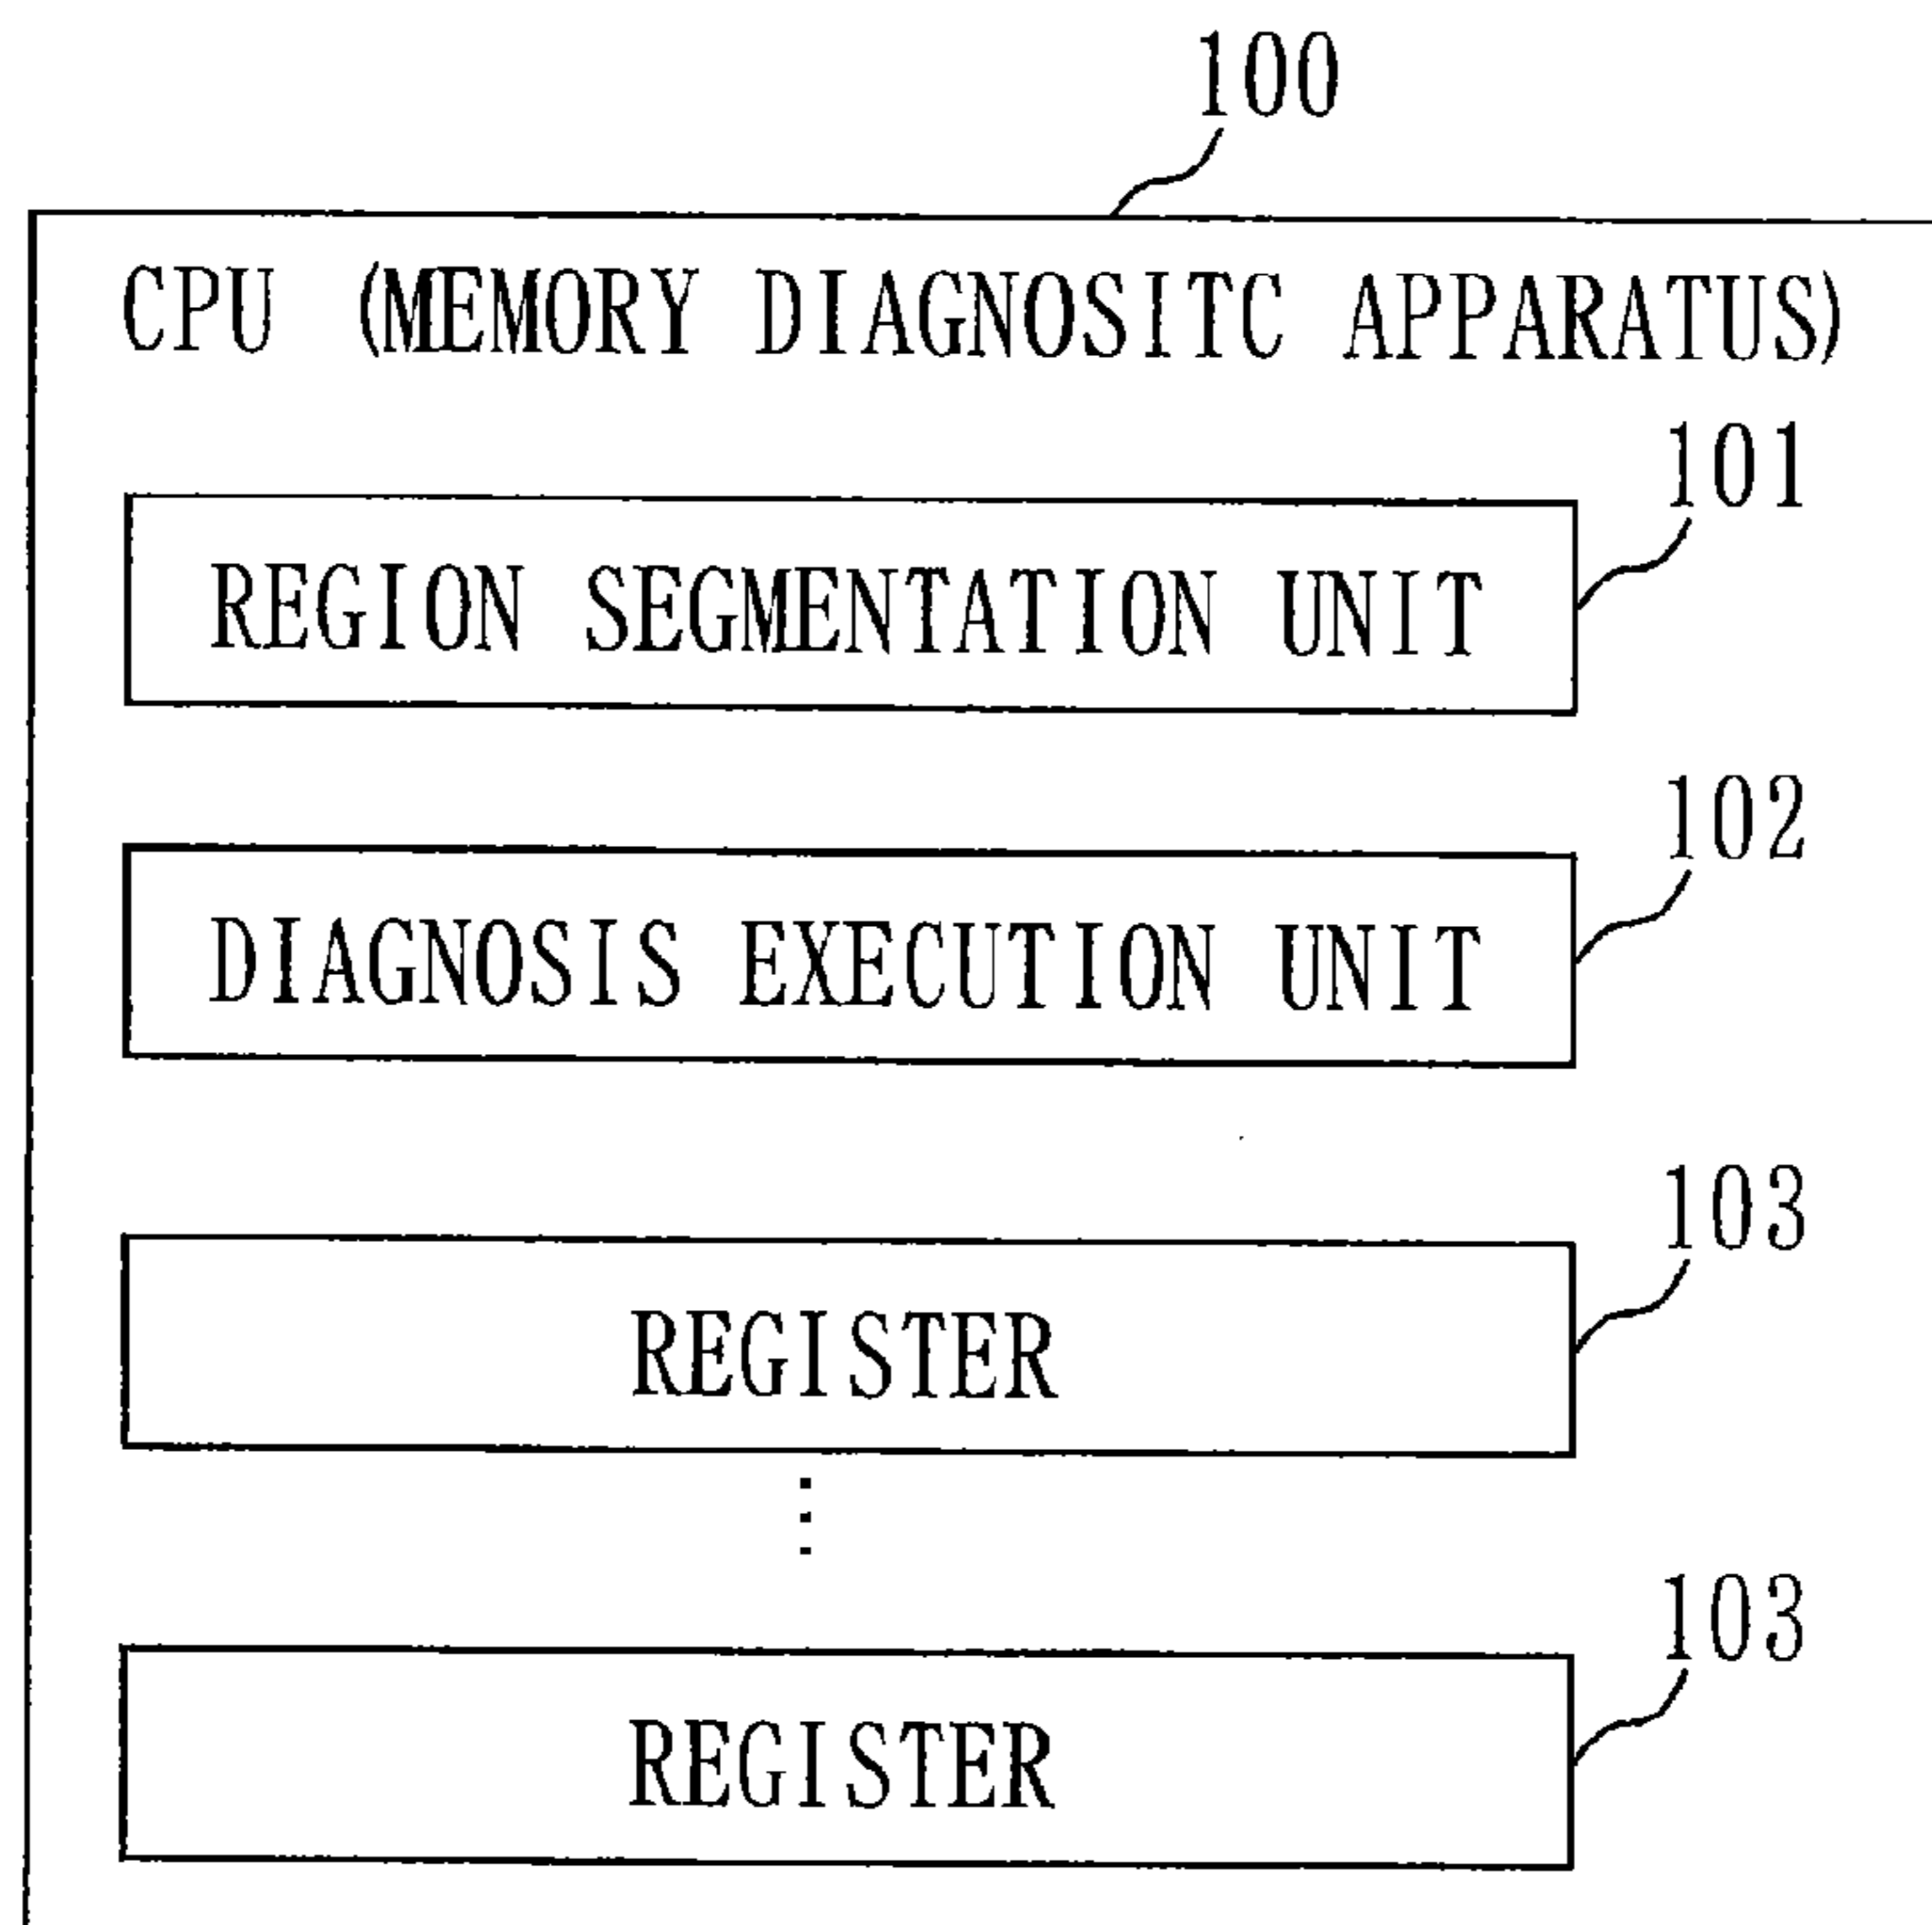 100
CPU (MEMORY DIAGNOSITC APPARATUS)
101
REGION SEGMENTATION UNIT
102
DIAGNOSIS EXECUTION UNIT
103
REGISTER
103
REGISTER